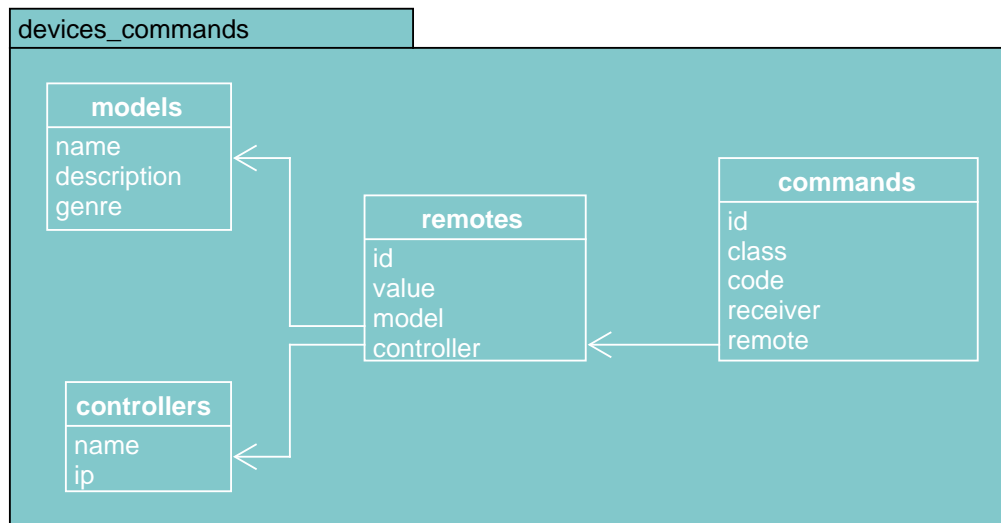 devices_commands
models
name
description
genre
remotes
id
value
model
controller
commands
id
class
code
receiver
remote
controllers
name
ip